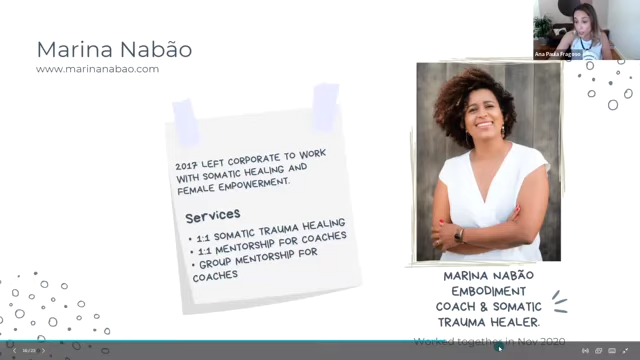 Marina Nabão
www.marinanabao.com
Ana Paula Fragoso
2017 LEFT CORPORATE TO WORK
WITH SOMATIC HEALING AND
FEMALE EMPOWERMENT.
Services
• 1:1 SOMATIC TRAUMA HEALING
• 1:1 MENTORSHIP FOR COACHES
• GROUP MENTORSHIP FOR
COACHES
MARINA NABÃO
EMBODIMENT
COACH & SOMATIC
TRAUMA HEALER.
Worked together in Nov 2020